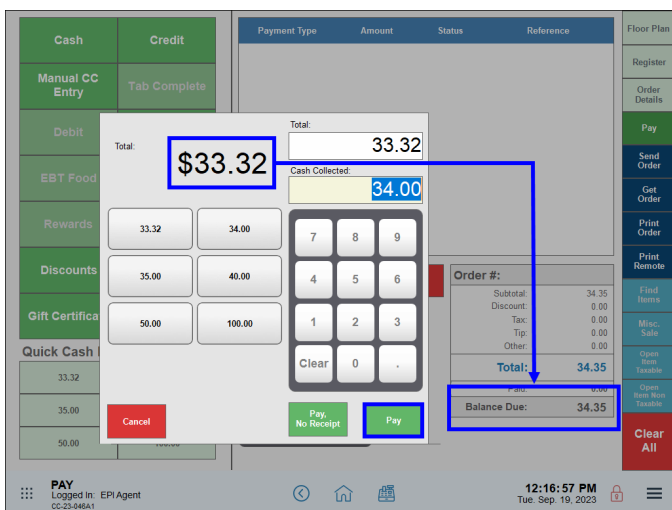 Cash
Credit
Manual CC Entry
Tab Complete
Debit
EBT Food
Rewards
Discounts
Gift Certifica
Quick Cash
33.32
35.00
50.00
100.00
Payment Type Amount Status Reference
Total:
$33.32
Total:
33.32
Cash Collected:
34.00
33.32
34.00
35.00
40.00
50.00
100.00
7 8 9
4 5 6
1 2 3
Clear 0 .
Cancel
Pay, No Receipt
Pay
Order #:
Subtotal: 34.35
Discount: 0.00
Tax: 0.00
Tip: 0.00
Other: 0.00
Total: 34.35
Paid: 0.00
Balance Due: 34.35
Floor Plan
Register
Order Details
Pay
Send Order
Get Order
Print Order
Print Remote
Find Items
Misc. Sale
Open Item Taxable
Open Item Non Taxable
Clear All
PAY
Logged In: EPI.Agent
CC-23-046A1
12:16:57 PM
Tue. Sep. 19, 2023